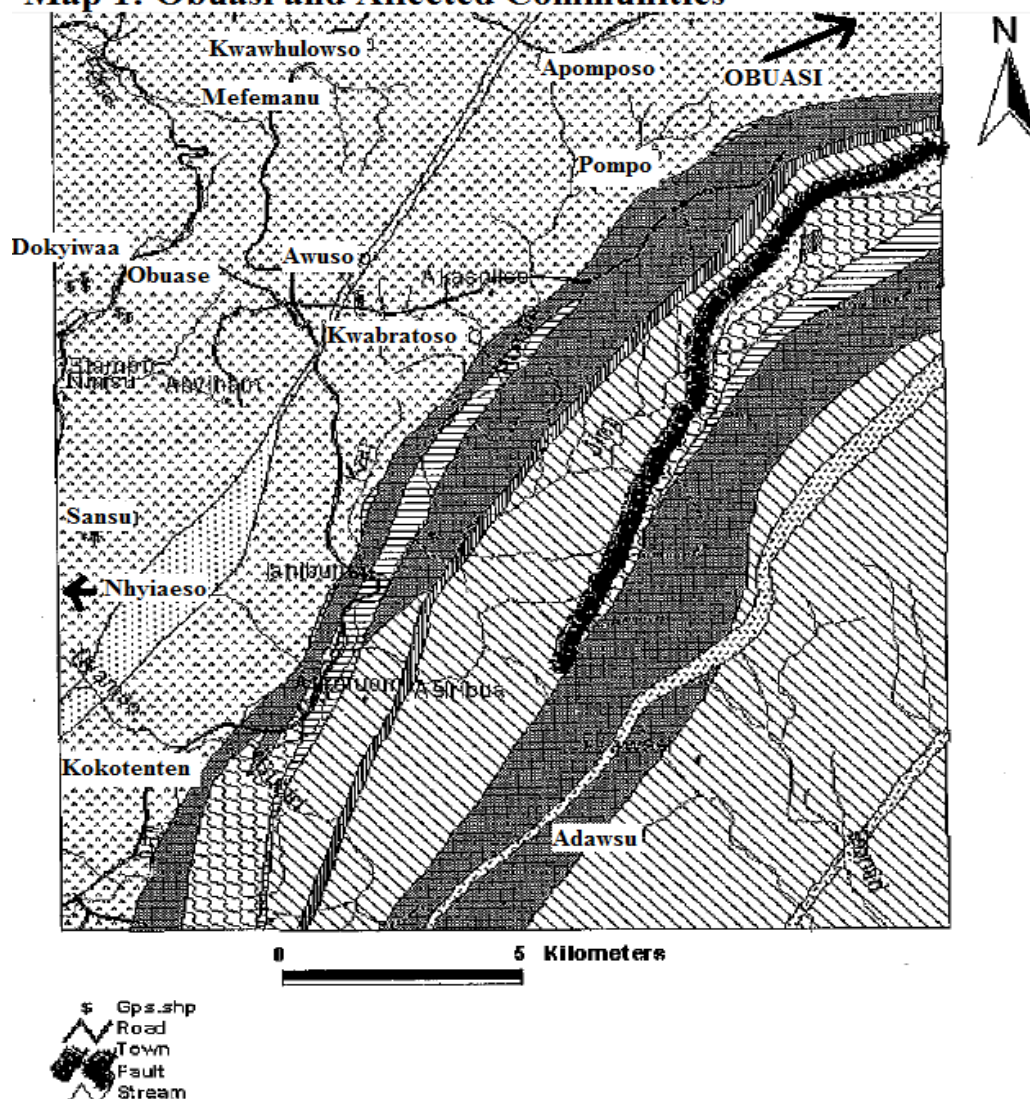 Map 1: Obuasi and Affected Communities
N
Kwawhulowso
Apomposo
OBUASI
Mefemanu
Pompo
Dokyiwaa
Obuase
Awuso
Kwabratoso
Sansu
Nhyiaeso
Asiribua
Kokotenten
Adawsu
0 5 Kilometers
$ Gps.shp
Road
Town
Fault
Stream